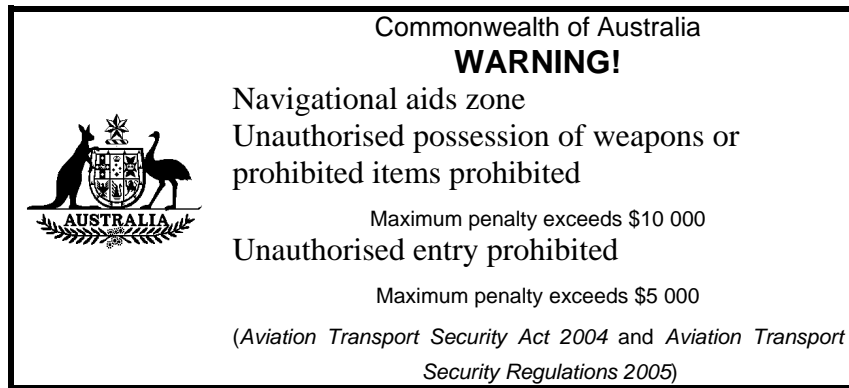 Commonwealth of Australia
WARNING!
Navigational aids zone
Unauthorised possession of weapons or
prohibited items prohibited
Maximum penalty exceeds $10 000
AUSTRALIA
Unauthorised entry prohibited
Maximum penalty exceeds $5 000
(Aviation Transport Security Act 2004 and Aviation Transport
Security Regulations 2005)